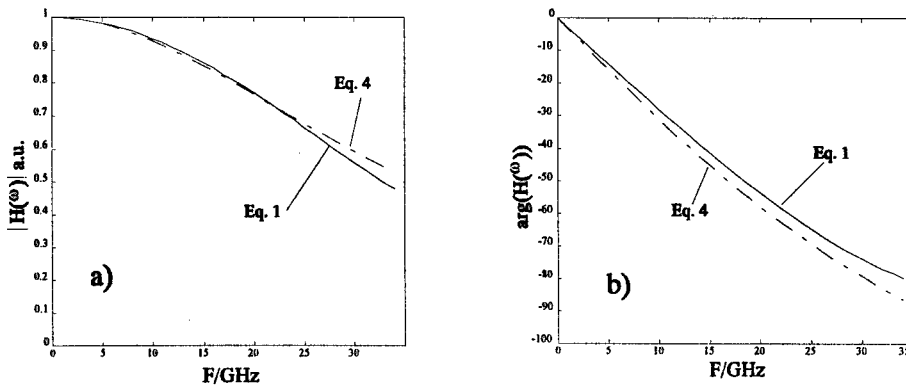 1
0.9
0.8
0.7
0.6
0.5
0.4
0.3
0.2
0.1
0
|H(ω)| a.u.
Eq. 4
Eq. 1
a)
0 5 10 15 20 25 30
F/GHz
0
-10
-20
-30
-40
-50
-60
-70
-80
-90
-100
arg(H(ω))
Eq. 1
Eq. 4
b)
0 5 10 15 20 25 30 35
F/GHz